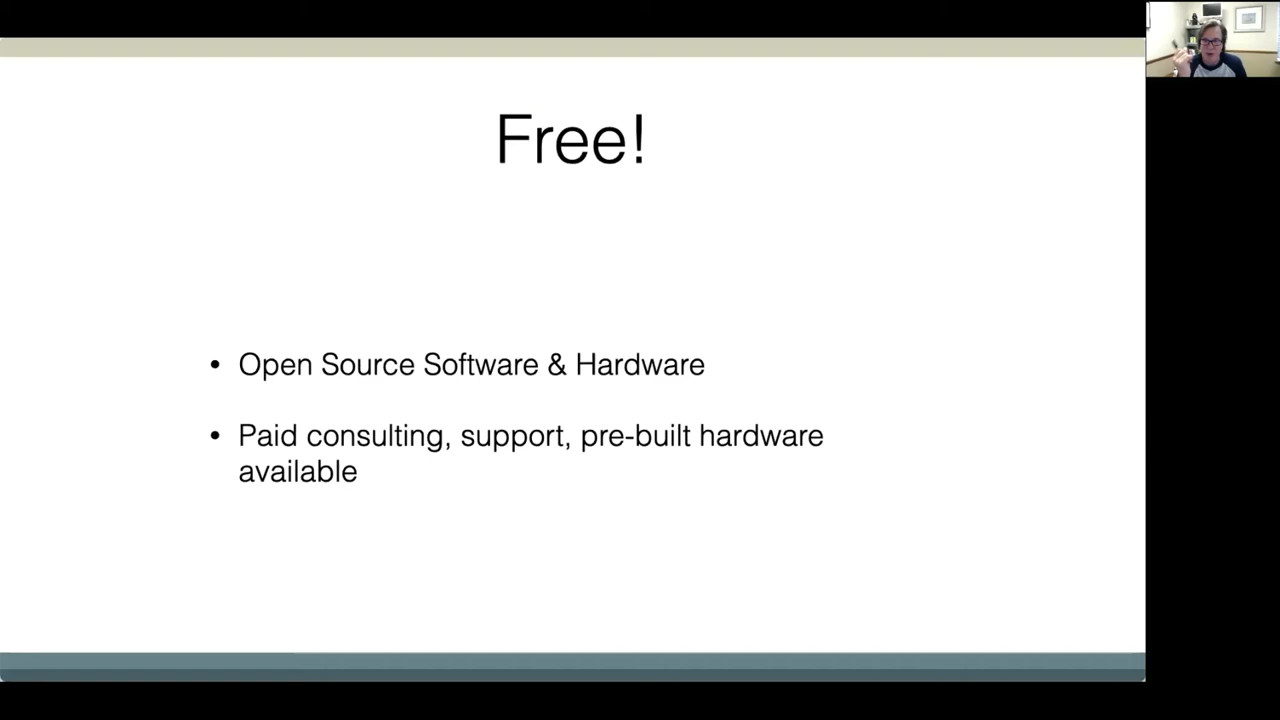 Free!
• Open Source Software & Hardware
• Paid consulting, support, pre-built hardware
available